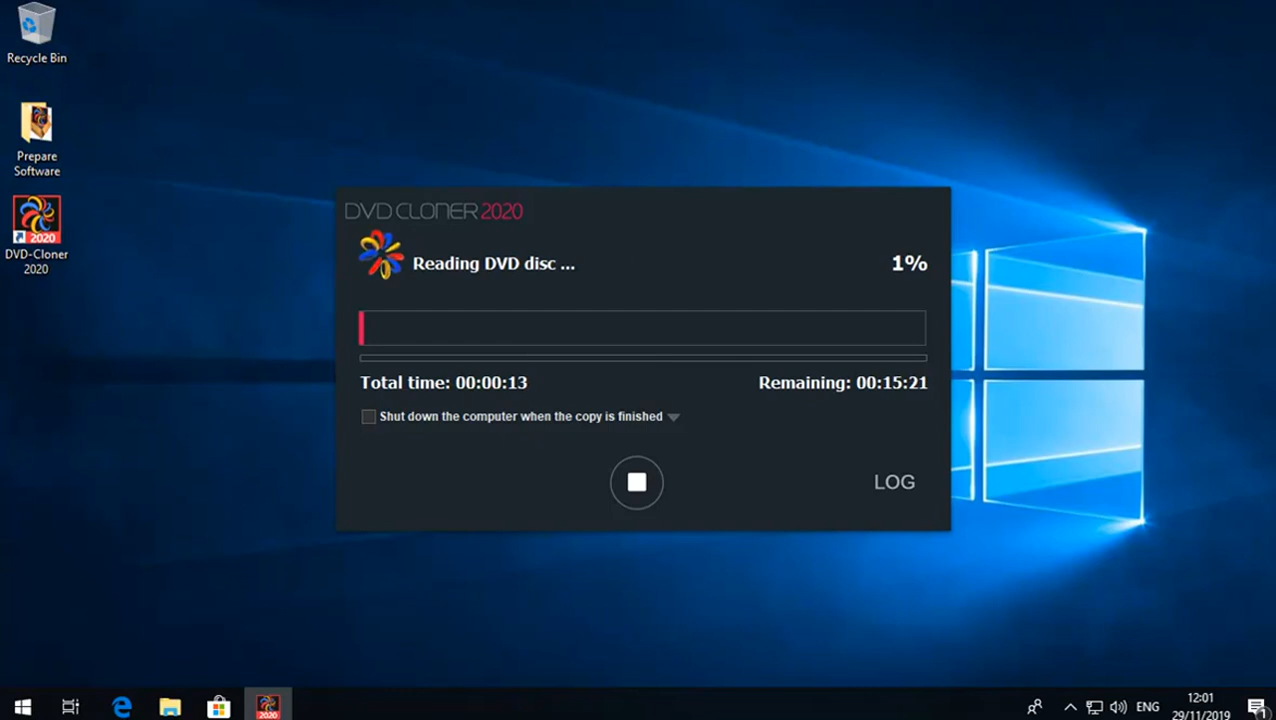 Recycle Bin
Prepare
Software
2020
DVD-Cloner
2020
DVD CLONER 2020
Reading DVD disc ...
1%
Total time: 00:00:13
Remaining: 00:15:21
Shut down the computer when the copy is finished
LOG
2020
ENG
12:01
29/11/2019
1